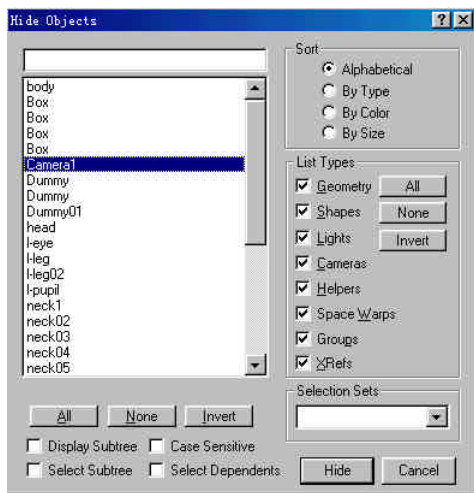 Hide Objects
body
Box
Box
Box
Box
Camera1
Dummy
Dummy
Dummy01
head
l-eye
l-leg
l-leg02
l-pupil
neck1
neck02
neck03
neck04
neck05
All None Invert
Display Subtree Case Sensitive
Select Subtree Select Dependents
Sort
Alphabetical
By Type
By Color
By Size
List Types
Geometry All
Shapes None
Lights Invert
Cameras
Helpers
Space Warps
Groups
XRefs
Selection Sets
Hide Cancel